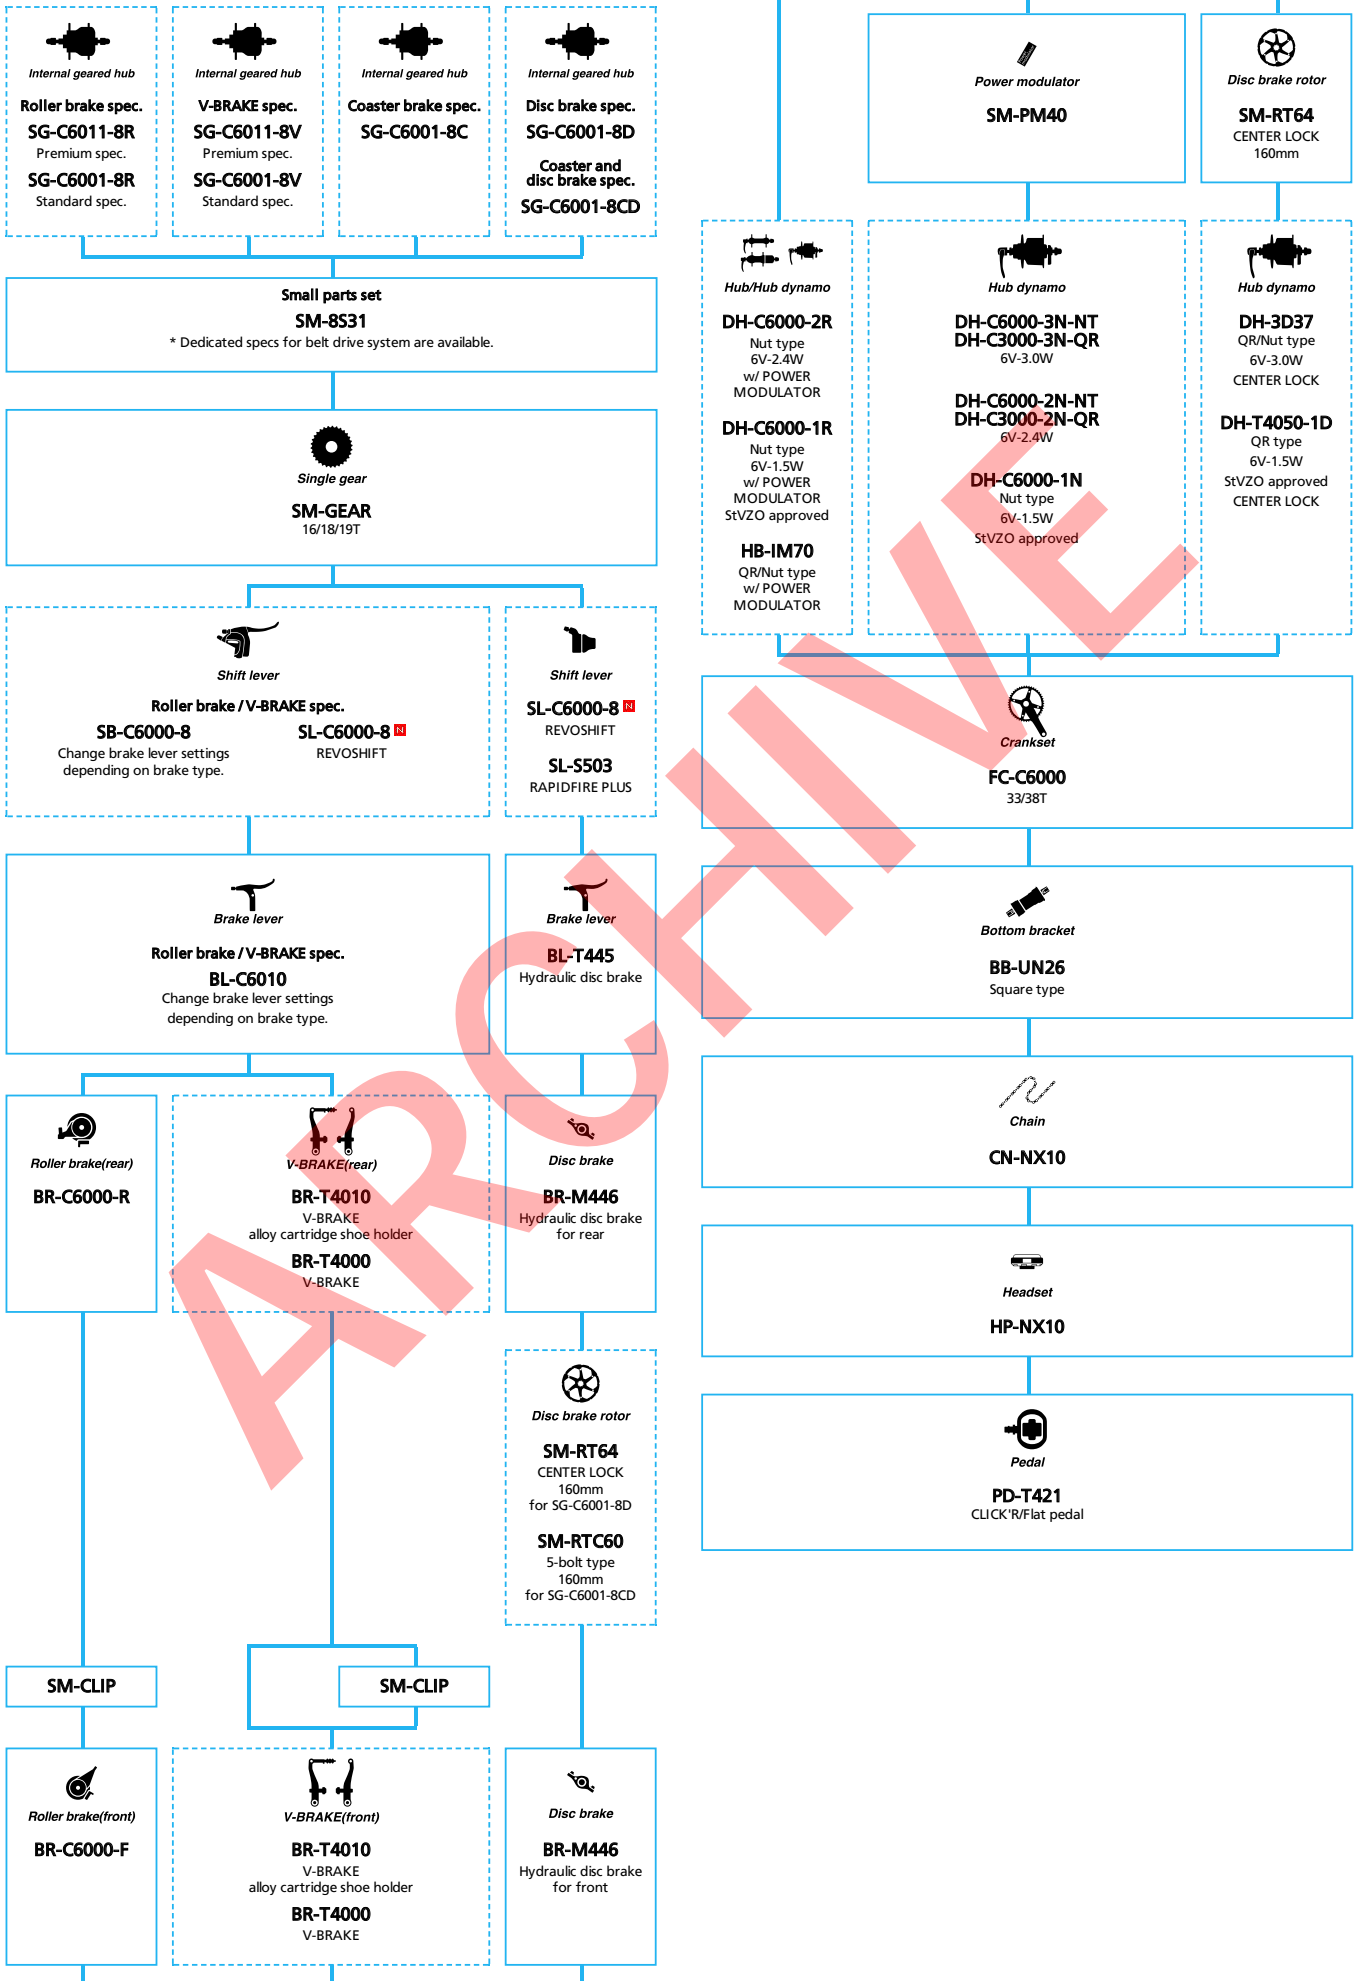 Internal geared hub
Roller brake spec.
SG-C6011-8R
Premium spec.
SG-C6001-8R
Standard spec.
Internal geared hub
V-BRAKE spec.
SG-C6011-8V
Premium spec.
SG-C6001-8V
Standard spec.
Internal geared hub
Coaster brake spec.
SG-C6001-8C
Internal geared hub
Disc brake spec.
SG-C6001-8D
Coaster and
disc brake spec.
SG-C6001-8CD
Small parts set
SM-8S31
* Dedicated specs for belt drive system are available.
Single gear
SM-GEAR
16/18/19T
Shift lever
Roller brake / V-BRAKE spec.
SB-C6000-8
Change brake lever settings
depending on brake type.
SL-C6000-8 N
REVOSHIFT
Shift lever
SL-C6000-8 N
REVOSHIFT
SL-S503
RAPIDFIRE PLUS
Brake lever
Roller brake / V-BRAKE spec.
BL-C6010
Change brake lever settings
depending on brake type.
Brake lever
BL-T445
Hydraulic disc brake
Roller brake(rear)
BR-C6000-R
V-BRAKE(rear)
BR-T4010
V-BRAKE
alloy cartridge shoe holder
BR-T4000
V-BRAKE
Disc brake
BR-M446
Hydraulic disc brake
for rear
Disc brake rotor
SM-RT64
CENTER LOCK
160mm
for SG-C6001-8D
SM-RTC60
5-bolt type
160mm
for SG-C6001-8CD
SM-CLIP
SM-CLIP
Roller brake(front)
BR-C6000-F
V-BRAKE(front)
BR-T4010
V-BRAKE
alloy cartridge shoe holder
BR-T4000
V-BRAKE
Disc brake
BR-M446
Hydraulic disc brake
for front
Power modulator
SM-PM40
Disc brake rotor
SM-RT64
CENTER LOCK
160mm
Hub/Hub dynamo
DH-C6000-2R
Nut type
6V-2.4W
w/ POWER
MODULATOR
DH-C6000-1R
Nut type
6V-1.5W
w/ POWER
MODULATOR
StVZO approved
HB-IM70
QR/Nut type
w/ POWER
MODULATOR
Hub dynamo
DH-C6000-3N-NT
DH-C3000-3N-QR
6V-3.0W
DH-C6000-2N-NT
DH-C3000-2N-QR
6V-2.4W
DH-C6000-1N
Nut type
6V-1.5W
StVZO approved
Hub dynamo
DH-3D37
QR/Nut type
6V-3.0W
CENTER LOCK
DH-T4050-1D
QR type
6V-1.5W
StVZO approved
CENTER LOCK
Crankset
FC-C6000
33/38T
Bottom bracket
BB-UN26
Square type
Chain
CN-NX10
Headset
HP-NX10
Pedal
PD-T421
CLICK'R/Flat pedal
ARCHIVE